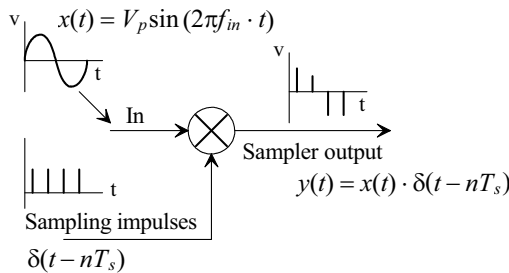 x(t) = V_p sin (2πf_in · t)
v
t
v
t
In
Sampler output
t
y(t) = x(t) · δ(t – nT_s)
Sampling impulses
δ(t – nT_s)